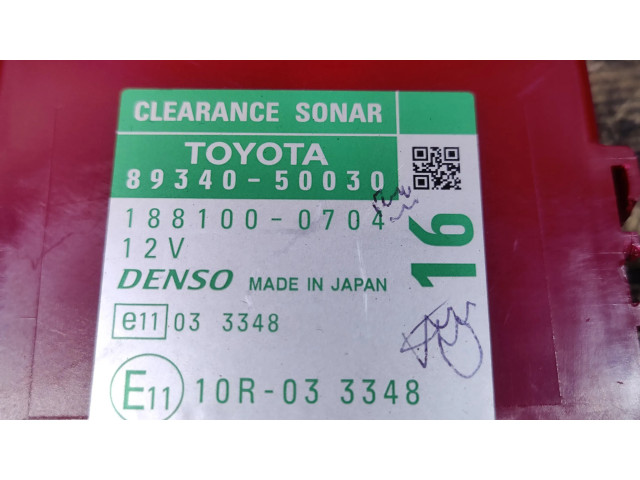 CLEARANCE SONAR
TOYOTA
89340-50030
188100-0704
12V
16
DENSO MADE IN JAPAN
e11 03 3348
E11 10R-03 3348